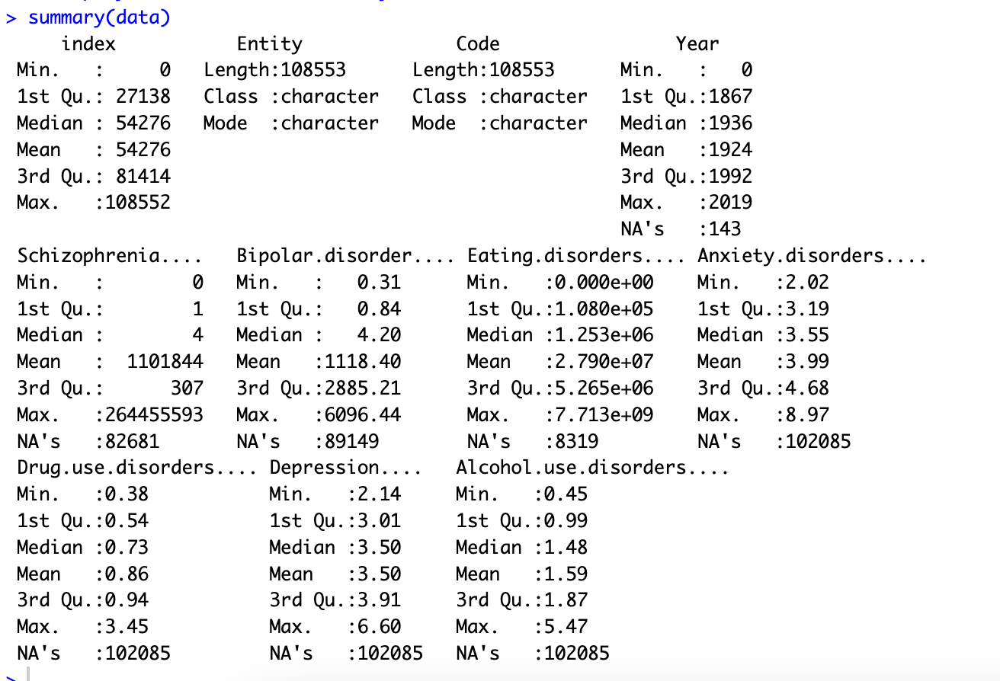 > summary(data)
     index           Entity              Code                Year
 Min.   :     0   Length:108553      Length:108553      Min.   :   0
 1st Qu.: 27138   Class :character   Class :character   1st Qu.:1867
 Median : 54276   Mode  :character   Mode  :character   Median :1936
 Mean   : 54276                                         Mean   :1924
 3rd Qu.: 81414                                         3rd Qu.:1992
 Max.   :108552                                         Max.   :2019
                                                        NA's   :143
 Schizophrenia....   Bipolar.disorder.... Eating.disorders.... Anxiety.disorders....
 Min.   :        0   Min.   :   0.31      Min.   :0.000e+00    Min.   :2.02
 1st Qu.:        1   1st Qu.:   0.84      1st Qu.:1.080e+05    1st Qu.:3.19
 Median :        4   Median :   4.20      Median :1.253e+06    Median :3.55
 Mean   :  1101844   Mean   :1118.40      Mean   :2.790e+07    Mean   :3.99
 3rd Qu.:      307   3rd Qu.:2885.21      3rd Qu.:5.265e+06    3rd Qu.:4.68
 Max.   :264455593   Max.   :6096.44      Max.   :7.713e+09    Max.   :8.97
 NA's   :82681       NA's   :89149        NA's   :8319         NA's   :102085
 Drug.use.disorders.... Depression....   Alcohol.use.disorders....
 Min.   :0.38           Min.   :2.14     Min.   :0.45
 1st Qu.:0.54           1st Qu.:3.01     1st Qu.:0.99
 Median :0.73           Median :3.50     Median :1.48
 Mean   :0.86           Mean   :3.50     Mean   :1.59
 3rd Qu.:0.94           3rd Qu.:3.91     3rd Qu.:1.87
 Max.   :3.45           Max.   :6.60     Max.   :5.47
 NA's   :102085         NA's   :102085   NA's   :102085
>